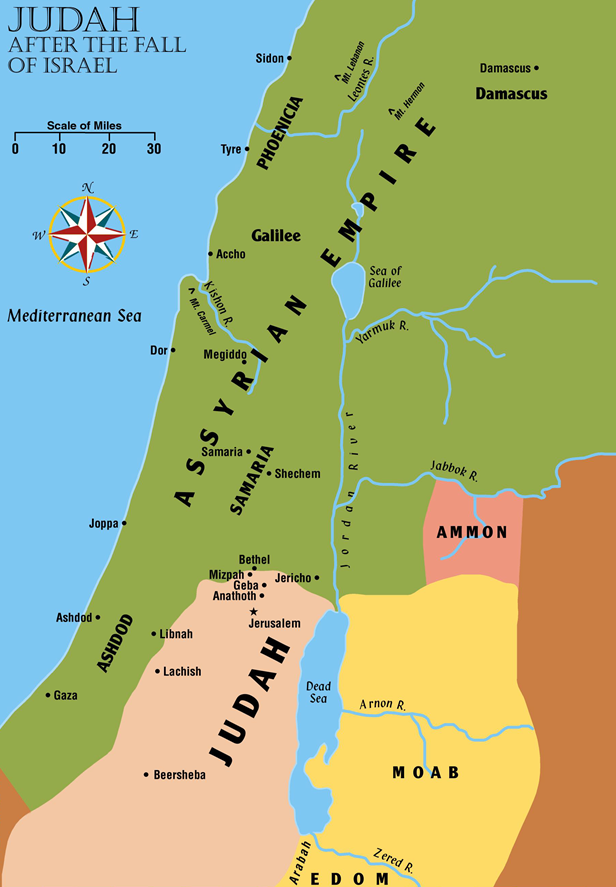 JUDAH
AFTER THE FALL
OF ISRAEL
Scale of Miles
0 10 20 30
N
W E
S
Sidon
Mt. Lebanon
Leontes R.
Damascus
Damascus
Mt. Hermon
PHOENICIA
Tyre
ASSYRIAN EMPIRE
Galilee
Accho
Sea of
Galilee
Kishon R.
Mt. Carmel
Mediterranean Sea
Yarmuk R.
Dor
Megiddo
Jordan River
Samaria
SAMARIA
Shechem
Jabbok R.
Joppa
AMMON
Bethel
Mizpah
Geba
Jericho
Anathoth
Jerusalem
Ashdod
ASHDOD
Libnah
JUDAH
Lachish
Gaza
Dead
Sea
Arnon R.
Beersheba
MOAB
Arabah
Zered R.
EDOM